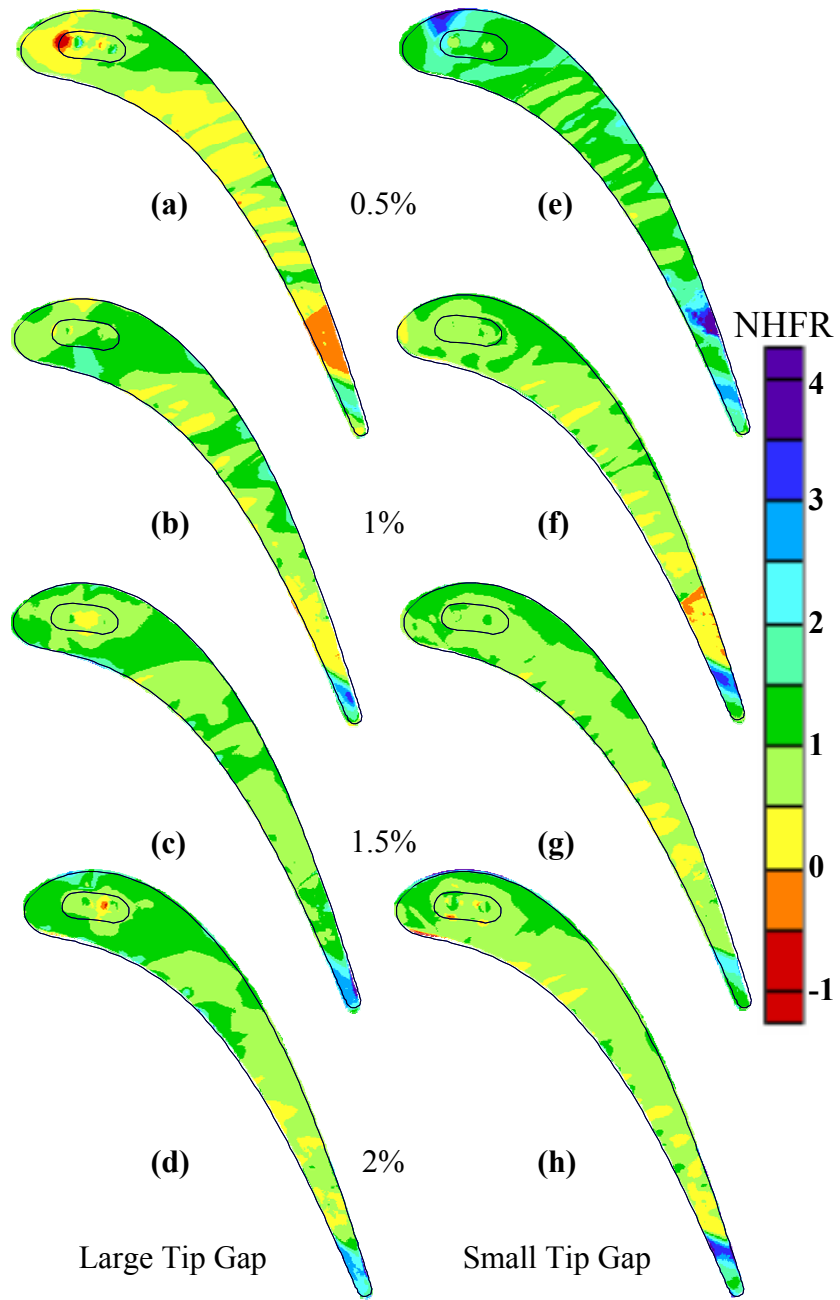 (a) 0.5% (e)
NHFR
4
3
(b) 1% (f)
2
1
(c) 1.5% (g)
0
-1
(d) 2% (h)
Large Tip Gap Small Tip Gap